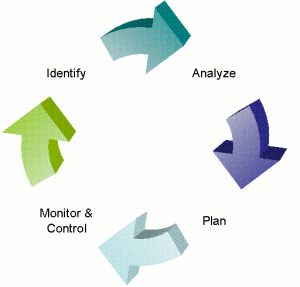 Identify
Analyze
Plan
Monitor &
Control